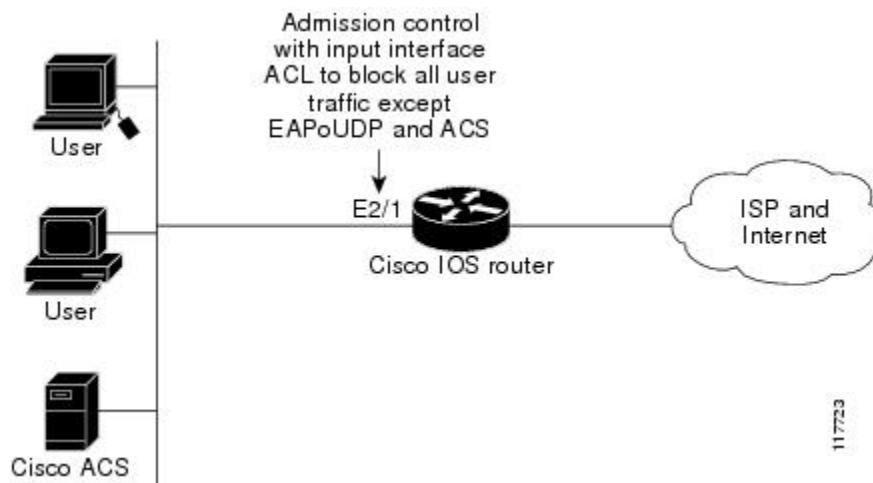 Admission control
with input interface
ACL to block all user
traffic except
EAPoUDP and ACS
User
E2/1
Cisco IOS router
ISP and
Internet
User
Cisco ACS
117723